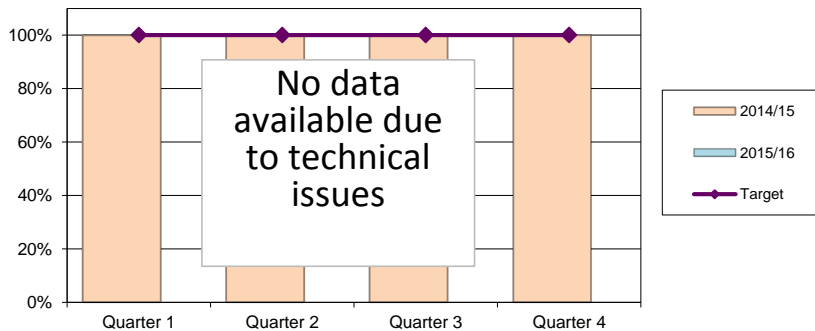 100%
80%
60%
40%
20%
0%
No data
available due
to technical
issues
Quarter 1
Quarter 2
Quarter 3
Quarter 4
2014/15
2015/16
Target